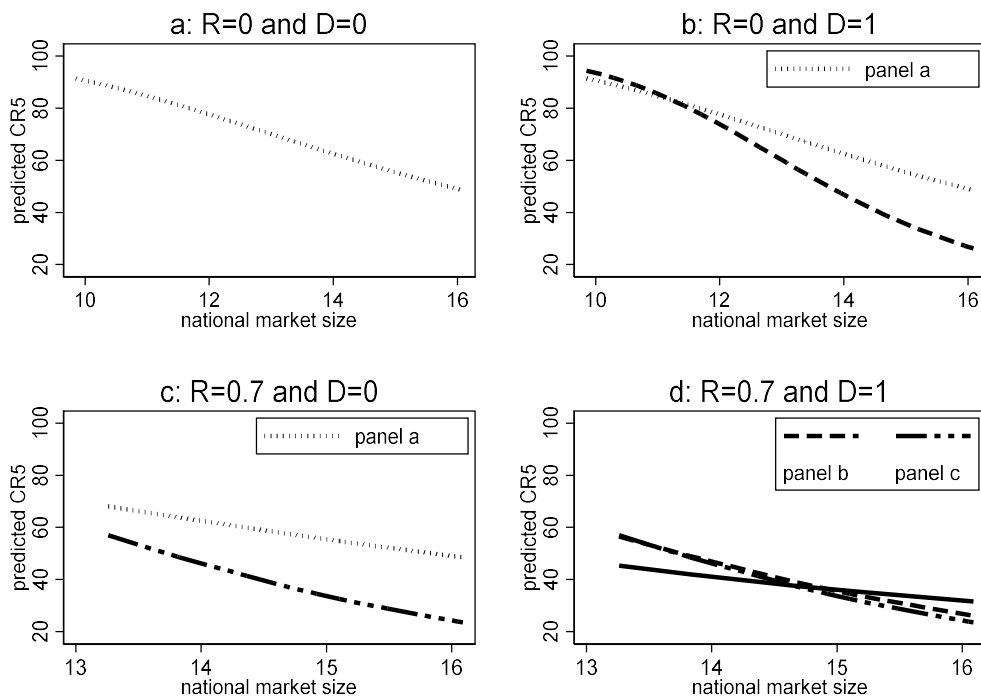 a: R=0 and D=0
predicted CR5
100
80
60
40
20
10
12
14
16
national market size
b: R=0 and D=1
panel a
predicted CR5
100
80
60
40
20
10
12
14
16
national market size
c: R=0.7 and D=0
panel a
predicted CR5
100
80
60
40
20
13
14
15
16
national market size
d: R=0.7 and D=1
panel b
panel c
predicted CR5
100
80
60
40
20
13
14
15
16
national market size